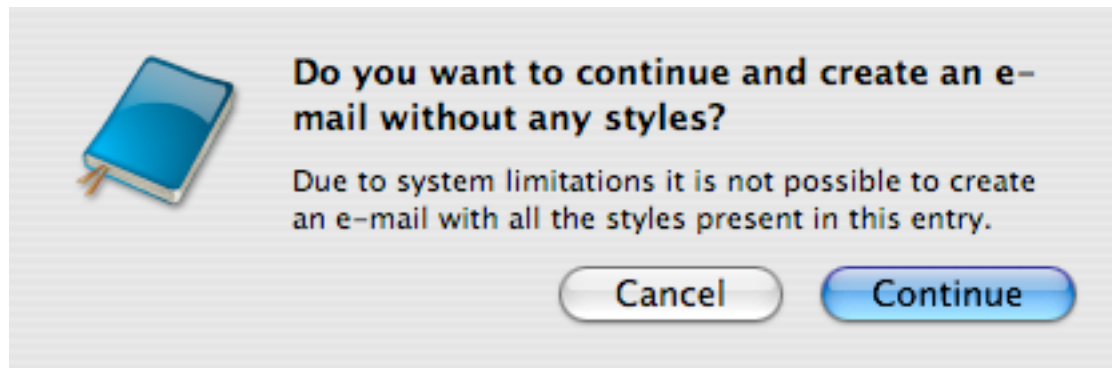 Do you want to continue and create an e-
mail without any styles?
Due to system limitations it is not possible to create
an e-mail with all the styles present in this entry.
Cancel
Continue